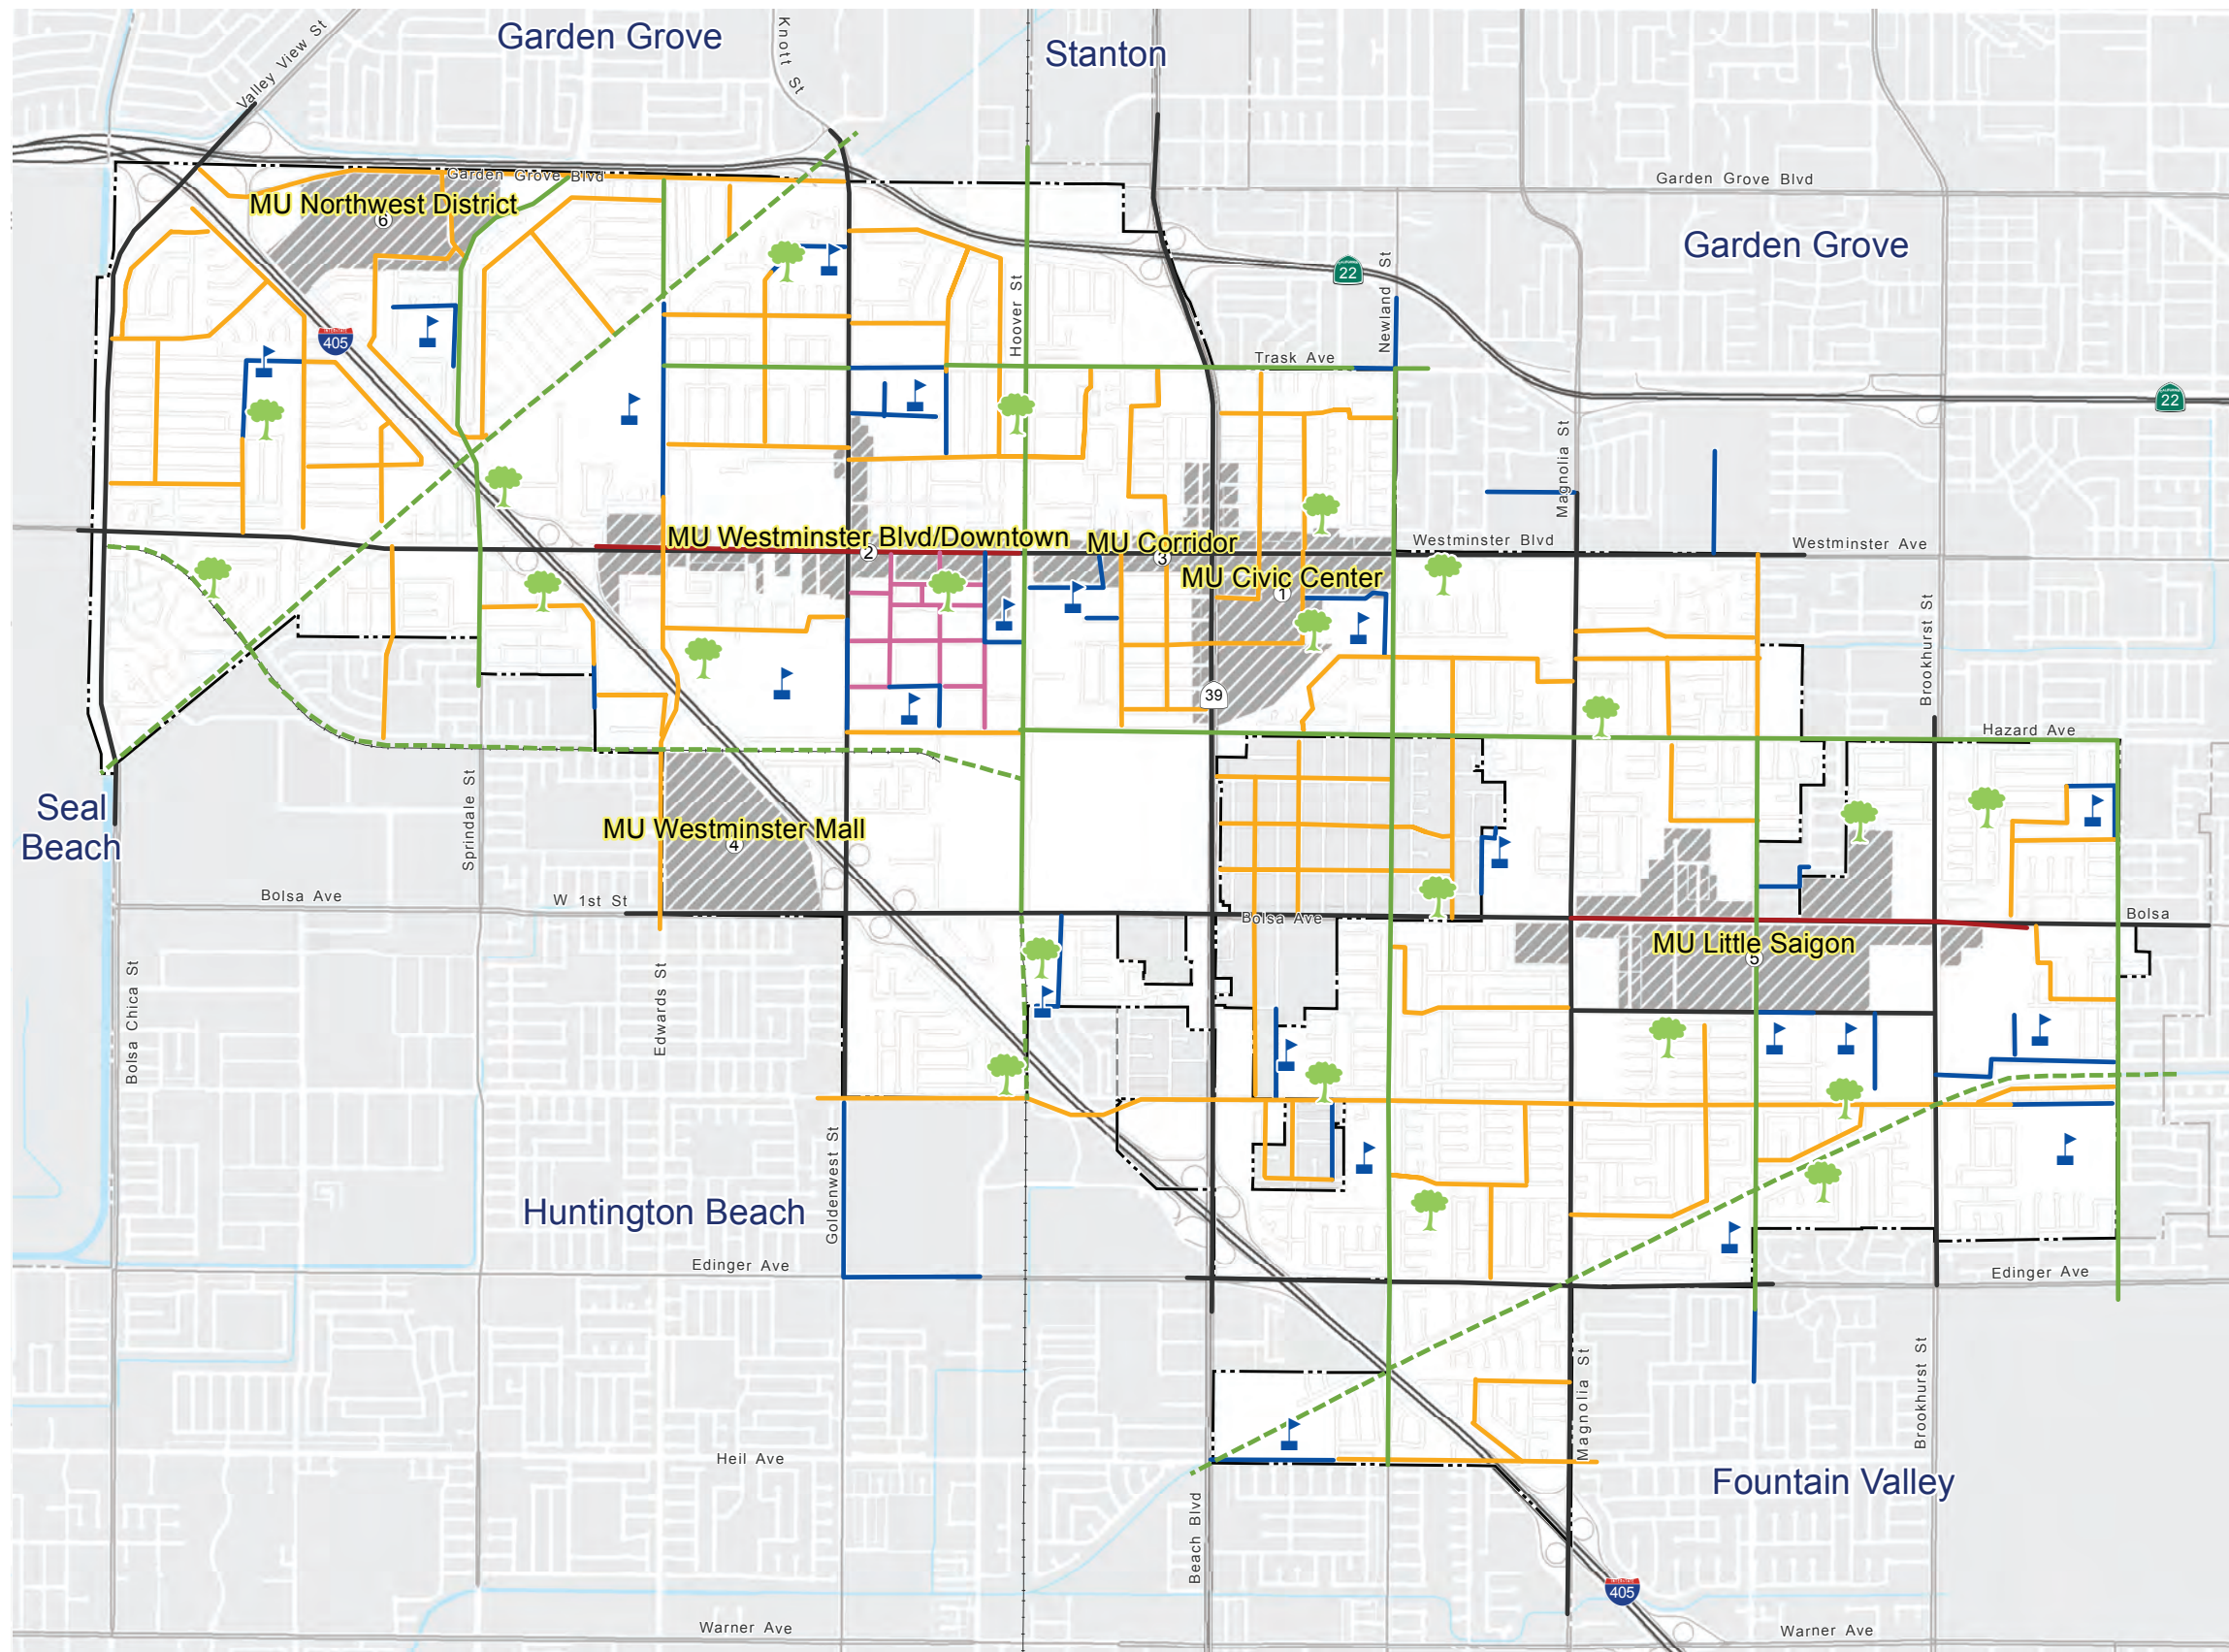 Garden Grove
Stanton
Valley View St
Knott St
Garden Grove Blvd
Garden Grove Blvd
MU Northwest District
6
Garden Grove
22
Newland St
Hoover St
405
Trask Ave
22
Magnolia St
MU Westminster Blvd/Downtown
2
MU Corridor
3
Westminster Blvd
Westminster Ave
MU Civic Center
1
Brookhurst St
39
Hazard Ave
Seal
Beach
Sprindale St
MU Westminster Mall
4
Bolsa Ave
W 1st St
Bolsa Ave
Bolsa
MU Little Saigon
5
Bolsa Chica St
Edwards St
Goldenwest St
Huntington Beach
Edinger Ave
Edinger Ave
Magnolia St
Brookhurst St
Heil Ave
Fountain Valley
Beach Blvd
405
Warner Ave
Warner Ave